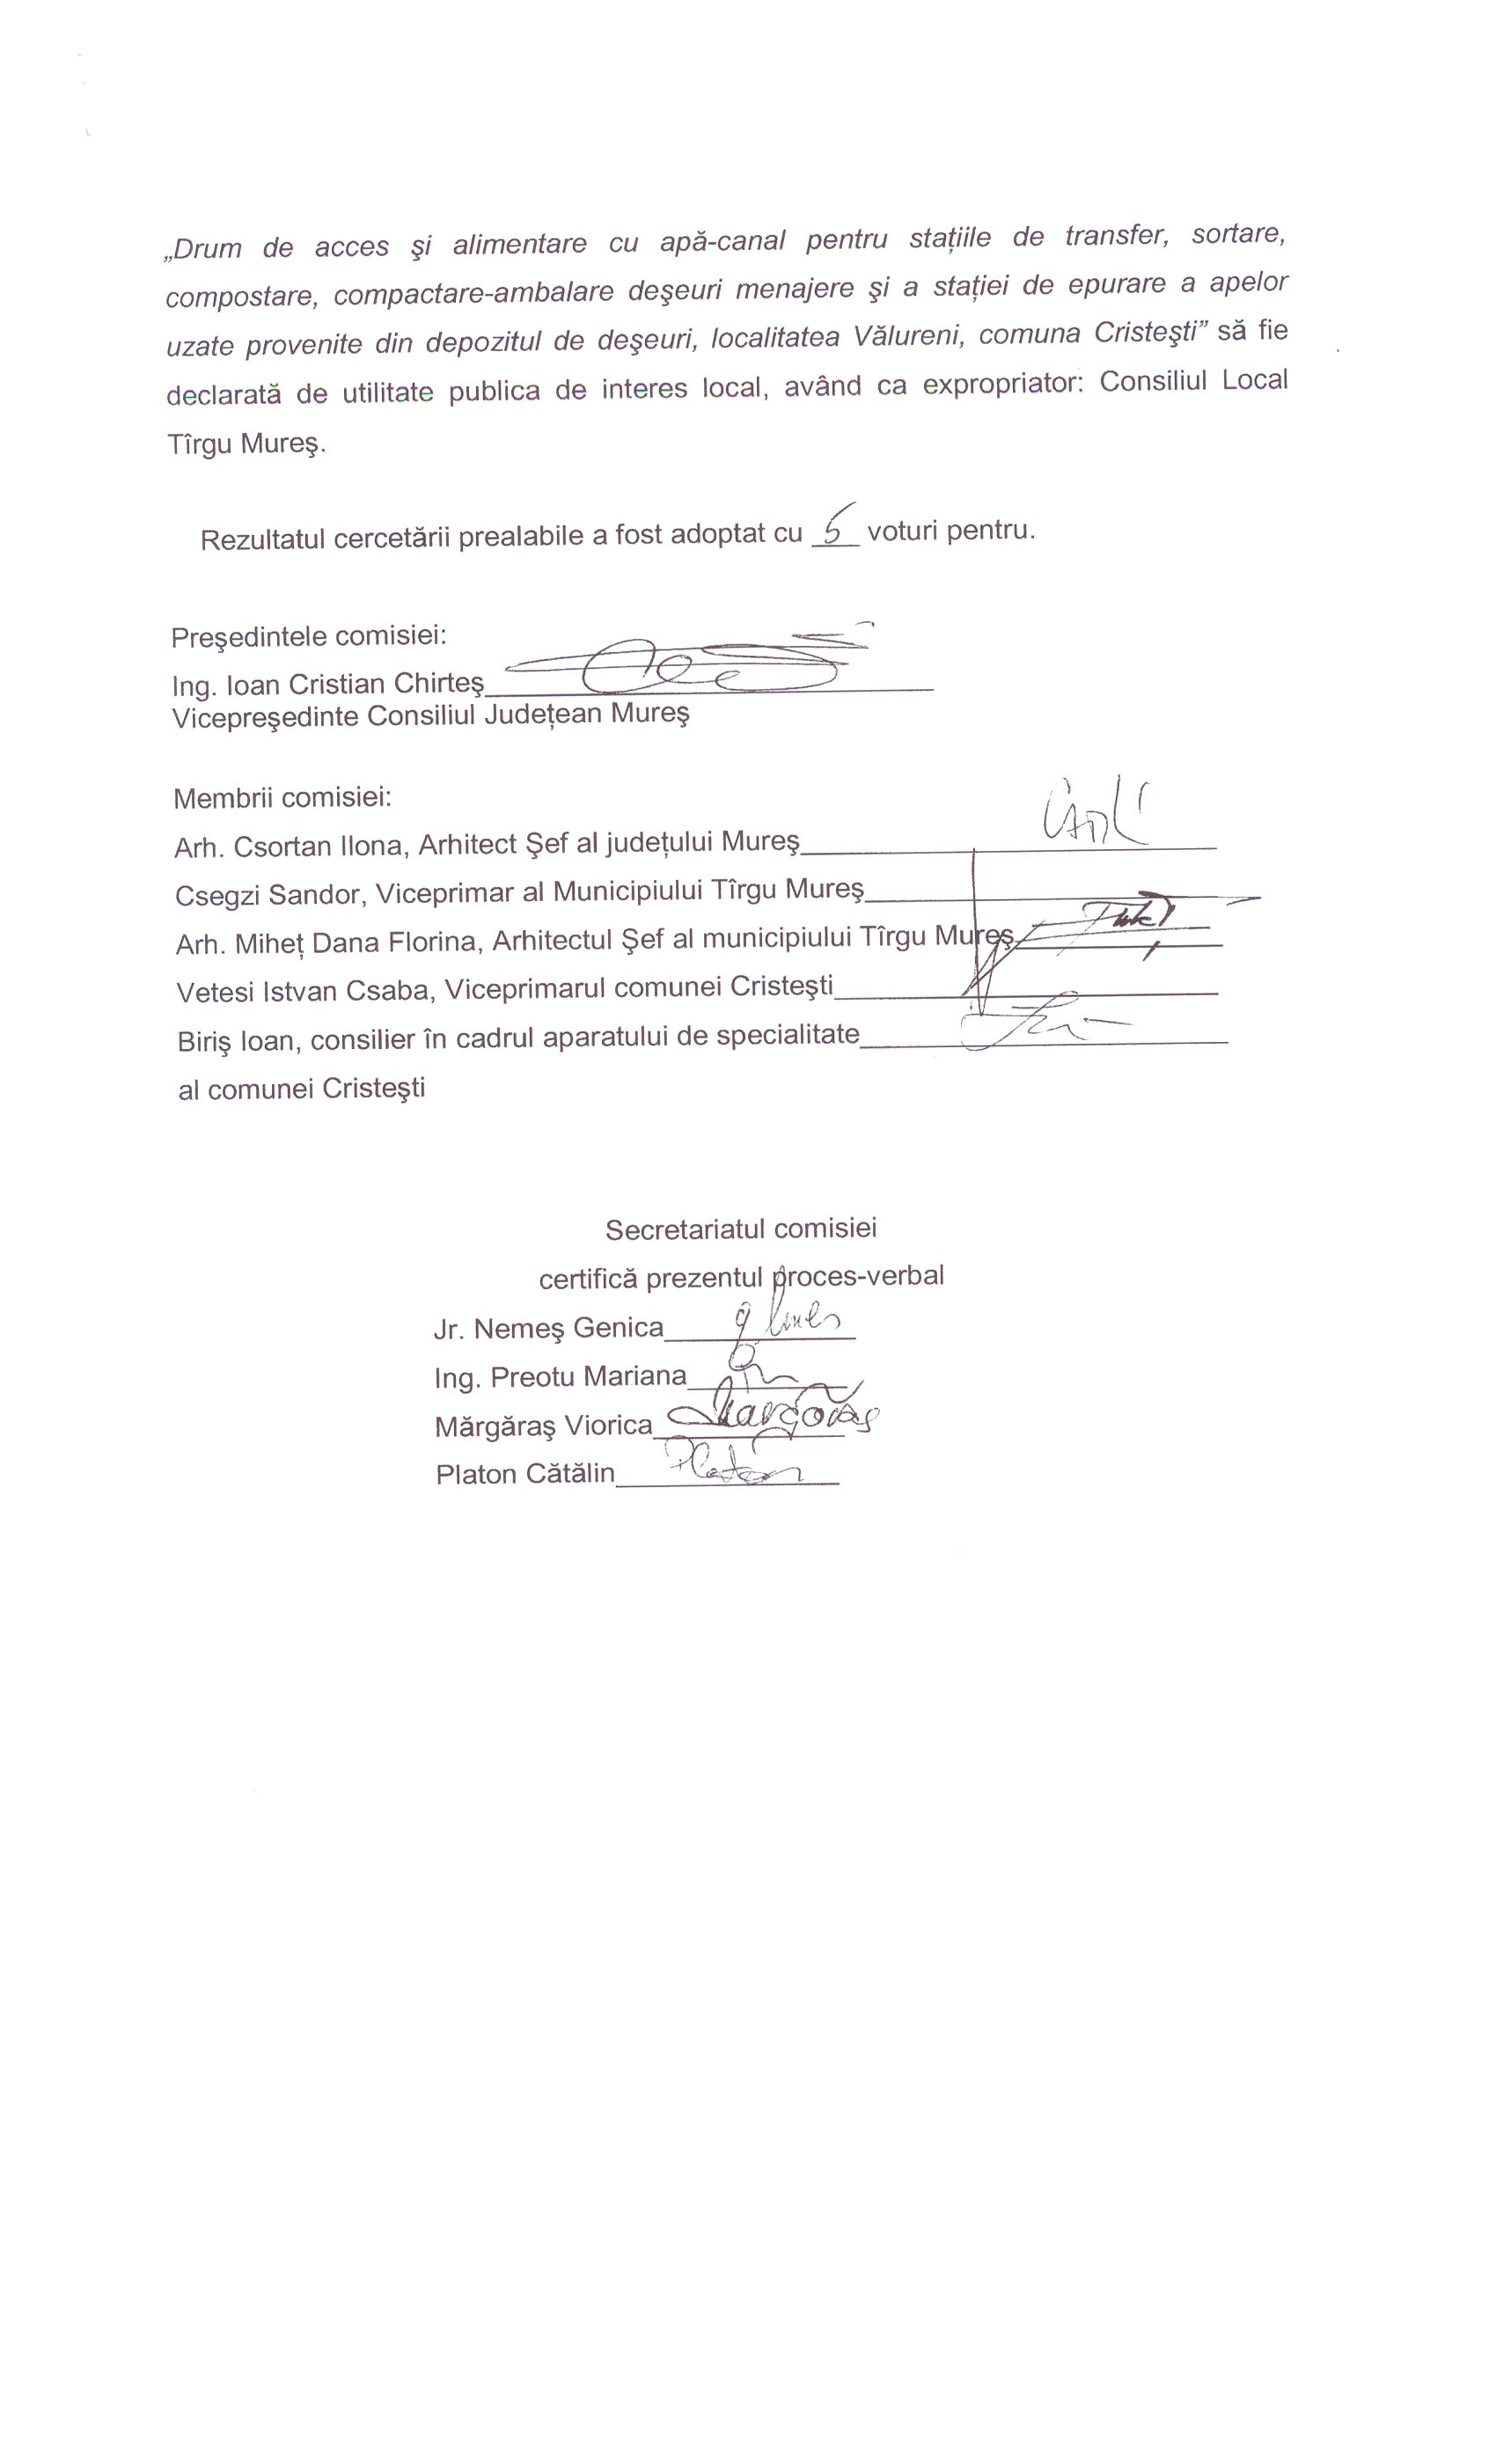 „Drum de acces şi alimentare cu apă-canal pentru staţiile de transfer, sortare,
compostare, compactare-ambalare deşeuri menajere şi a staţiei de epurare a apelor
uzate provenite din depozitul de deşeuri, localitatea Vălureni, comuna Cristeşti” să fie
declarată de utilitate publica de interes local, având ca expropriator: Consiliul Local
Tîrgu Mureş.
Rezultatul cercetării prealabile a fost adoptat cu 5 voturi pentru.
Preşedintele comisiei:
Ing. Ioan Cristian Chirteş
Vicepreşedinte Consiliul Judeţean Mureş
Membrii comisiei:
Arh. Csortan Ilona, Arhitect Şef al judeţului Mureş
Csegzi Sandor, Viceprimar al Municipiului Tîrgu Mureş
Arh. Miheţ Dana Florina, Arhitectul Şef al municipiului Tîrgu Mureş
Vetesi Istvan Csaba, Viceprimarul comunei Cristeşti
Biriş Ioan, consilier în cadrul aparatului de specialitate
al comunei Cristeşti
Secretariatul comisiei
certifică prezentul proces-verbal
Jr. Nemeş Genica
Ing. Preotu Mariana
Mărgăraş Viorica
Platon Cătălin Platon